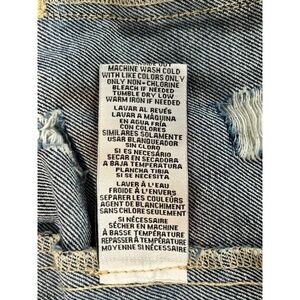 MACHINE WASH COLD
WITH LIKE COLORS ONLY
ONLY NON-CHLORINE
BLEACH IF NEEDED
TUMBLE DRY LOW
WARM IRON IF NEEDED
LAVAR AL REVÉS
LAVAR A MÁQUINA
EN AGUA FRÍA
CON COLORES
SIMILARES SOLAMENTE
USAR BLANQUEADOR
SIN CLORO
SI ES NECESÁRIO
SECAR EN SECADORA
A BAJA TEMPERATURA
PLANCHA TIBIA
SI SE NECESITA
LAVER À L'EAU
FROIDE À L'ENVERS
SEPARER LES COULEURS
AGENT DE BLANCHIMENT
SANS CHLORE SEULEMENT
SI NÉCESSAIRE
SÉCHER EN MACHINE
À BASSE TEMPÉRATURE
REPASSER À TEMPÉRATURE
MOYENNE SI NÉCESSAIRE